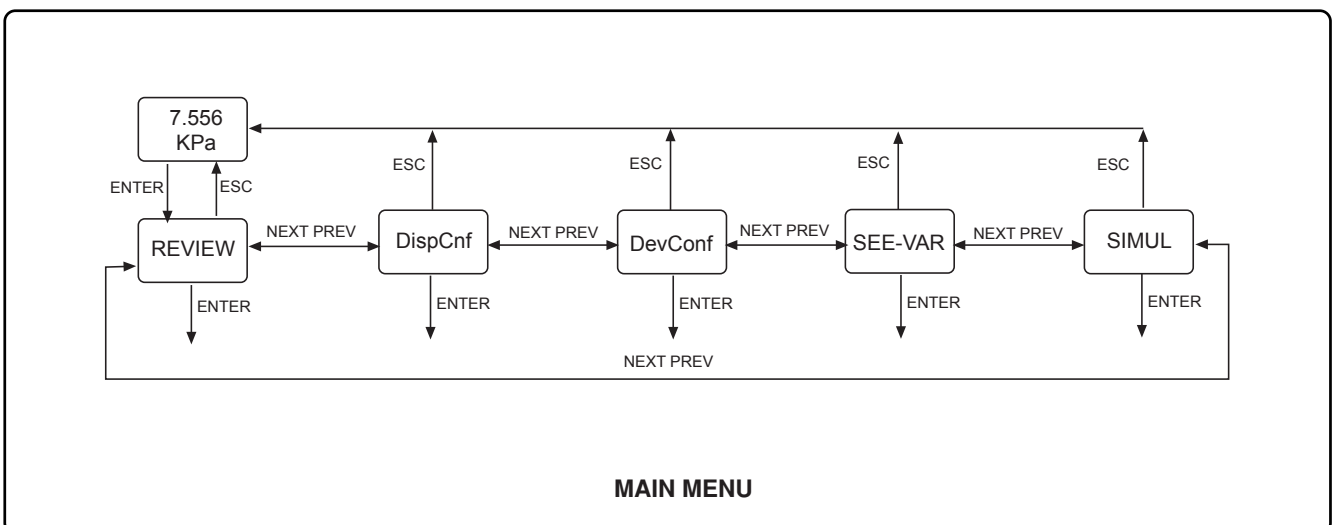 7.556
KPa
ESC
ESC
ESC
ESC
ENTER
ESC
REVIEW
NEXT PREV
DispCnf
NEXT PREV
DevConf
NEXT PREV
SEE-VAR
NEXT PREV
SIMUL
ENTER
ENTER
ENTER
ENTER
ENTER
NEXT PREV
MAIN MENU